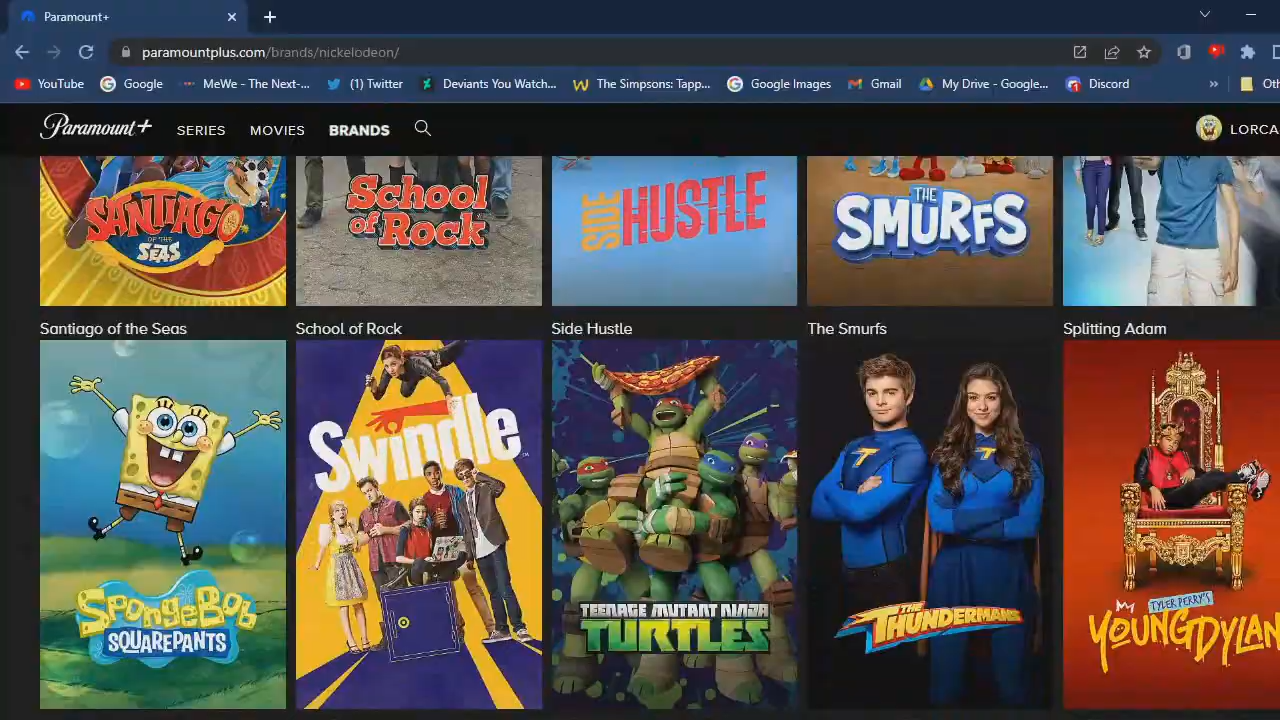 Paramount+
paramountplus.com/brands/nickelodeon/
YouTube
Google
MeWe - The Next-...
(1) Twitter
Deviants You Watch...
The Simpsons: Tapp...
Google Images
Gmail
My Drive - Google...
Discord
»
Oth
Paramount+
SERIES
MOVIES
BRANDS
LORCA
SANTIAGO
OF THE
SEAS
School
of Rock
SIDE
HUSTLE
THE
SMURFS
Santiago of the Seas
School of Rock
Side Hustle
The Smurfs
Splitting Adam
SPONGEBOB
SQUAREPANTS
Swindle
TEENAGE MUTANT NINJA
TURTLES
T
T
THE
THUNDERMANS
TYLER PERRY'S
YOUNG DYLAN